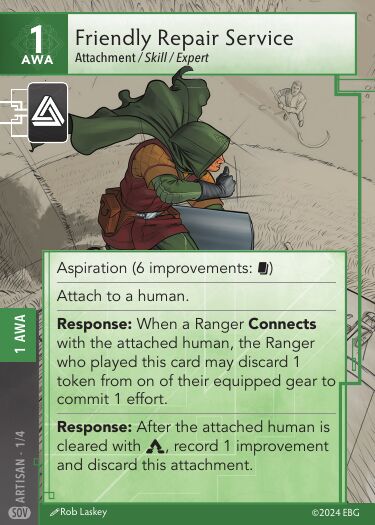 1
AWA
Friendly Repair Service
Attachment / Skill / Expert
Aspiration (6 improvements: )
Attach to a human.
Response: When a Ranger Connects
with the attached human, the Ranger
who played this card may discard 1
token from on of their equipped gear to
commit 1 effort.
Response: After the attached human is
cleared with , record 1 improvement
and discard this attachment.
1 AWA
ARTISAN - 1/4
SOV
Rob Laskey
©2024 EBG